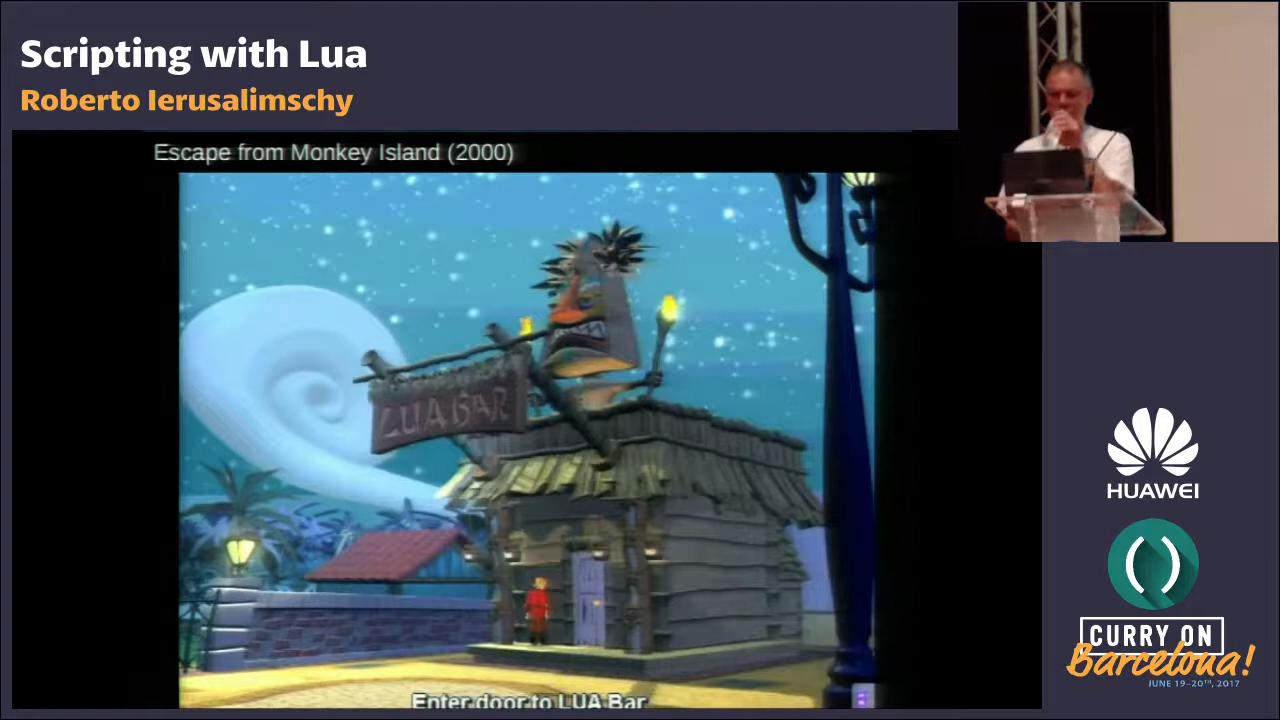 Scripting with Lua
Roberto Ierusalimschy
Escape from Monkey Island (2000)
LUA BAR
Enter door to LUA Bar
HUAWEI
CURRY ON
Barcelona!
JUNE 19-20TH, 2017